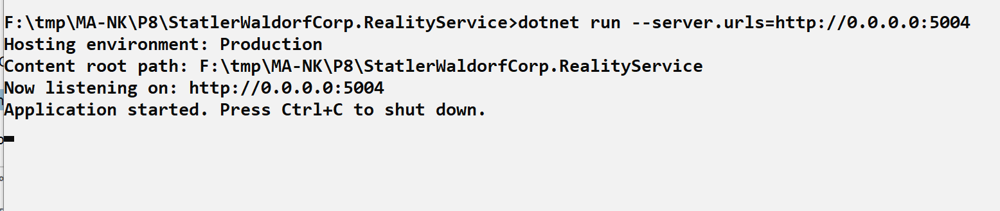 F:\tmp\MA-NK\P8\StatlerWaldorfCorp.RealityService>dotnet run --server.urls=http://0.0.0.0:5004
Hosting environment: Production
Content root path: F:\tmp\MA-NK\P8\StatlerWaldorfCorp.RealityService
Now listening on: http://0.0.0.0:5004
Application started. Press Ctrl+C to shut down.